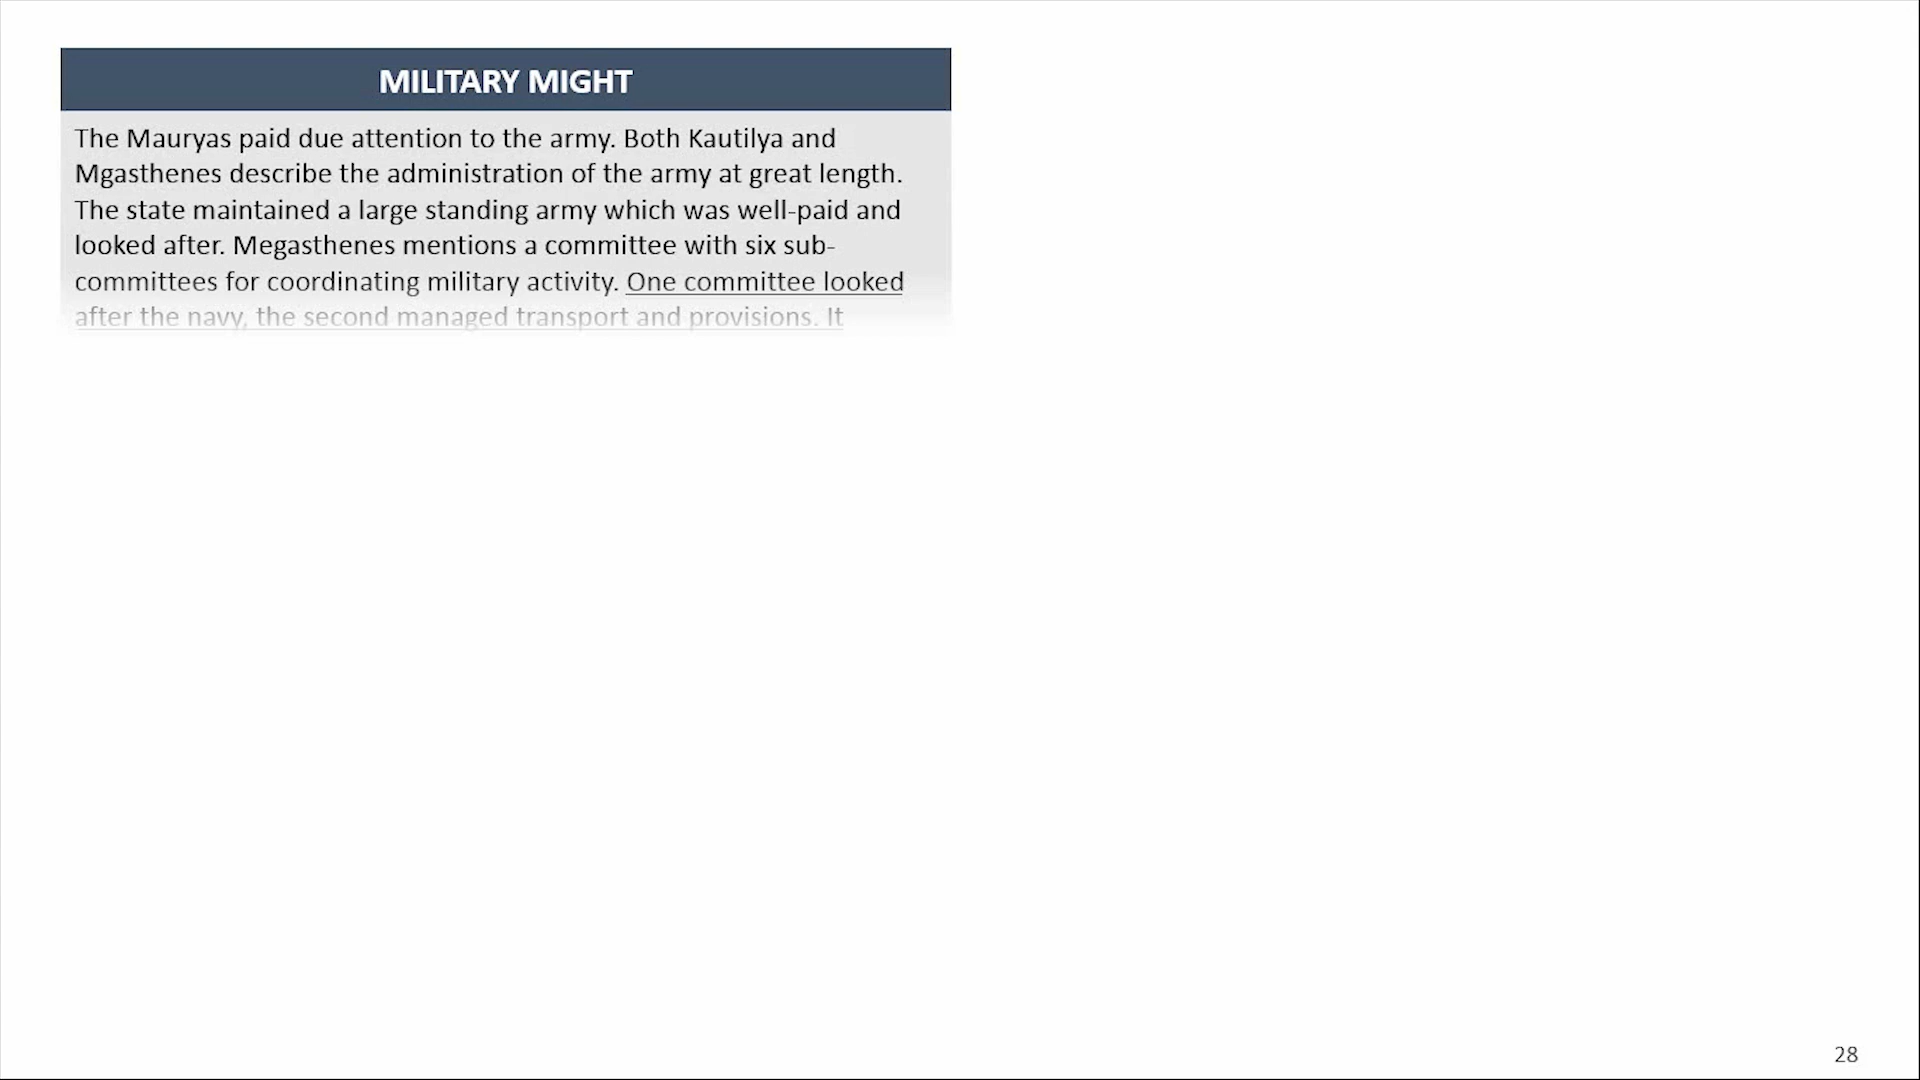 MILITARY MIGHT
The Mauryas paid due attention to the army. Both Kautilya and
Mgasthenes describe the administration of the army at great length.
The state maintained a large standing army which was well-paid and
looked after. Megasthenes mentions a committee with six sub-
committees for coordinating military activity. One committee looked
after the navy, the second managed transport and provisions. It
28